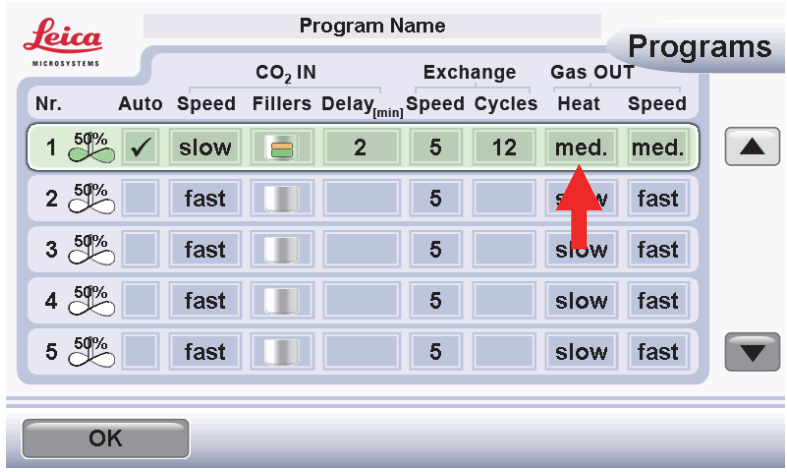 Leica
MICROSYSTEMS
Program Name
Programs
CO2 IN Exchange Gas OUT
Nr. Auto Speed Fillers Delay[min] Speed Cycles Heat Speed
1 50% ✓ slow 2 5 12 med. med.
2 50% fast 5 slow fast
3 50% fast 5 slow fast
4 50% fast 5 slow fast
5 50% fast 5 slow fast
OK